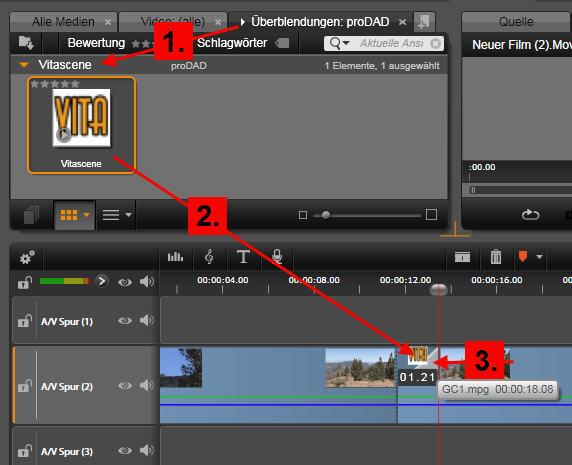 Alle Medien Video: (alle) Überblendungen: proDAD Quelle
Bewertung Schlagwörter Aktuelle Ansi
Neuer Film (2).Mov
1.
Vitascene proDAD 1 Elemente, 1 ausgewählt
VITA
Vitascene
:00.00
2.
00:00:04.00 00:00:08.00 00:00:12.00 00:00:16.00
A/V Spur (1)
VITA
3.
01.21
A/V Spur (2)
GC1.mpg 00:00:18.08
A/V Spur (3)